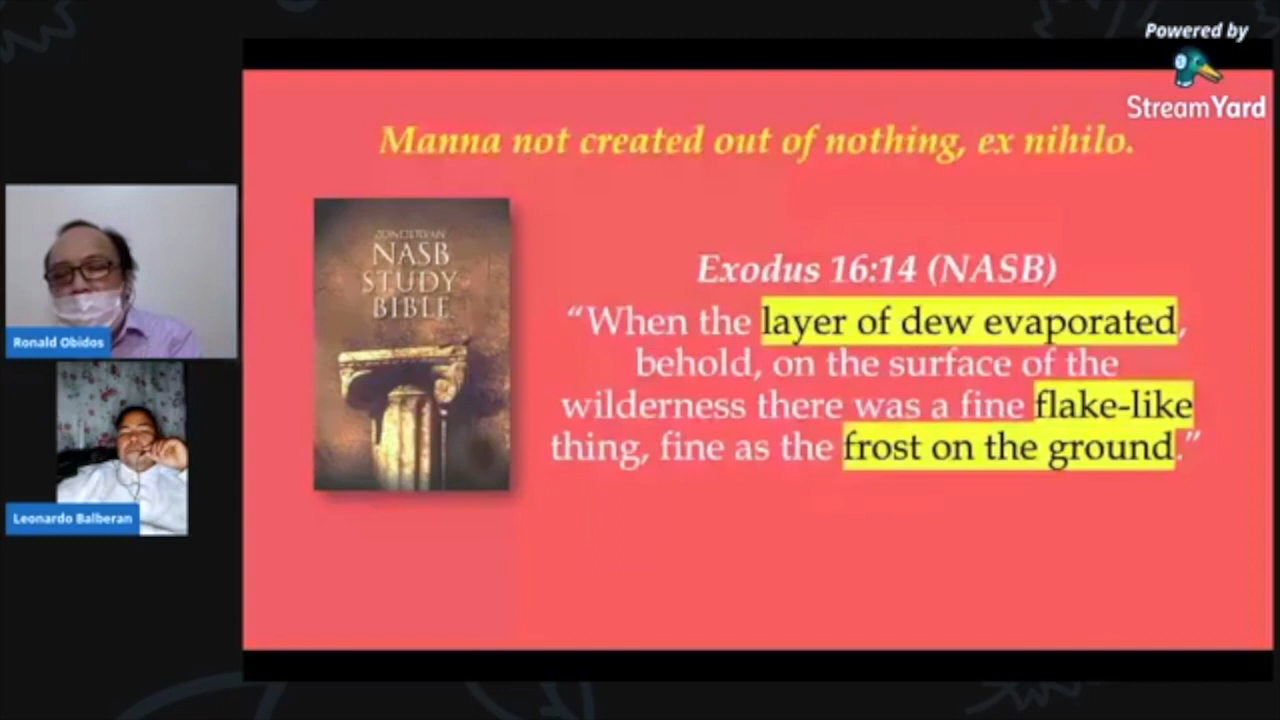 Powered by
StreamYard
Manna not created out of nothing, ex nihilo.
ZONDERVAN
NASB
STUDY
BIBLE
Exodus 16:14 (NASB)
“When the layer of dew evaporated,
behold, on the surface of the
wilderness there was a fine flake-like
thing, fine as the frost on the ground.”
Ronald Obidos
Leonardo Balberan